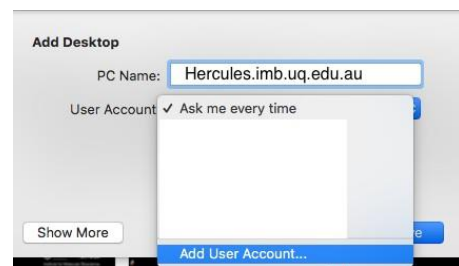 Add Desktop
PC Name: Hercules.imb.uq.edu.au
User Account ✓ Ask me every time
Show More
Add User Account...